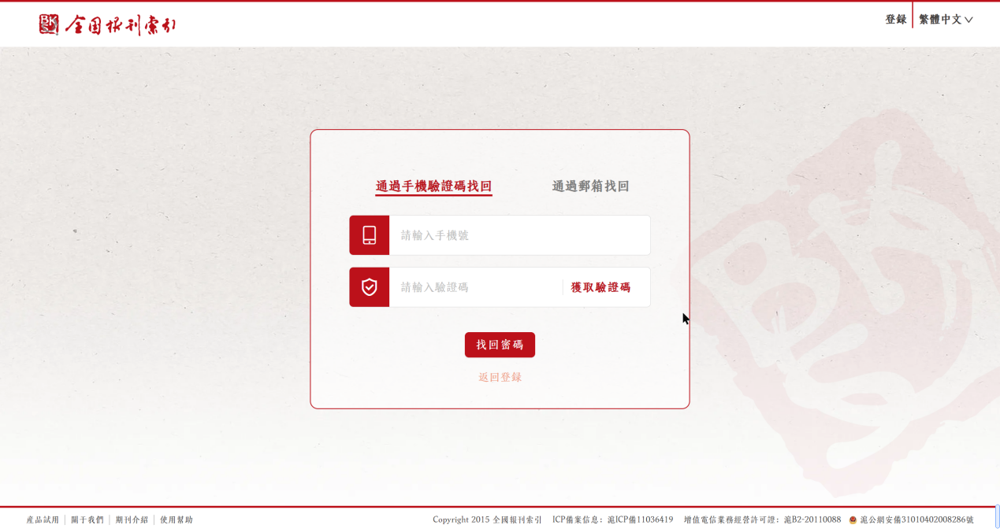 BK 全国报刊索引
登録 繁體中文
通過手機驗證碼找回 通過郵箱找回
請輸入手機號
請輸入驗證碼 獲取驗證碼
找回密碼
返回登録
産品試用 關于我們 期刊介紹 使用幫助 Copyright 2015 全國報刊索引 ICP備案信息：滬ICP備11036419 增值電信業務經營許可證：滬B2-20110088 滬公網安備31010402008286號